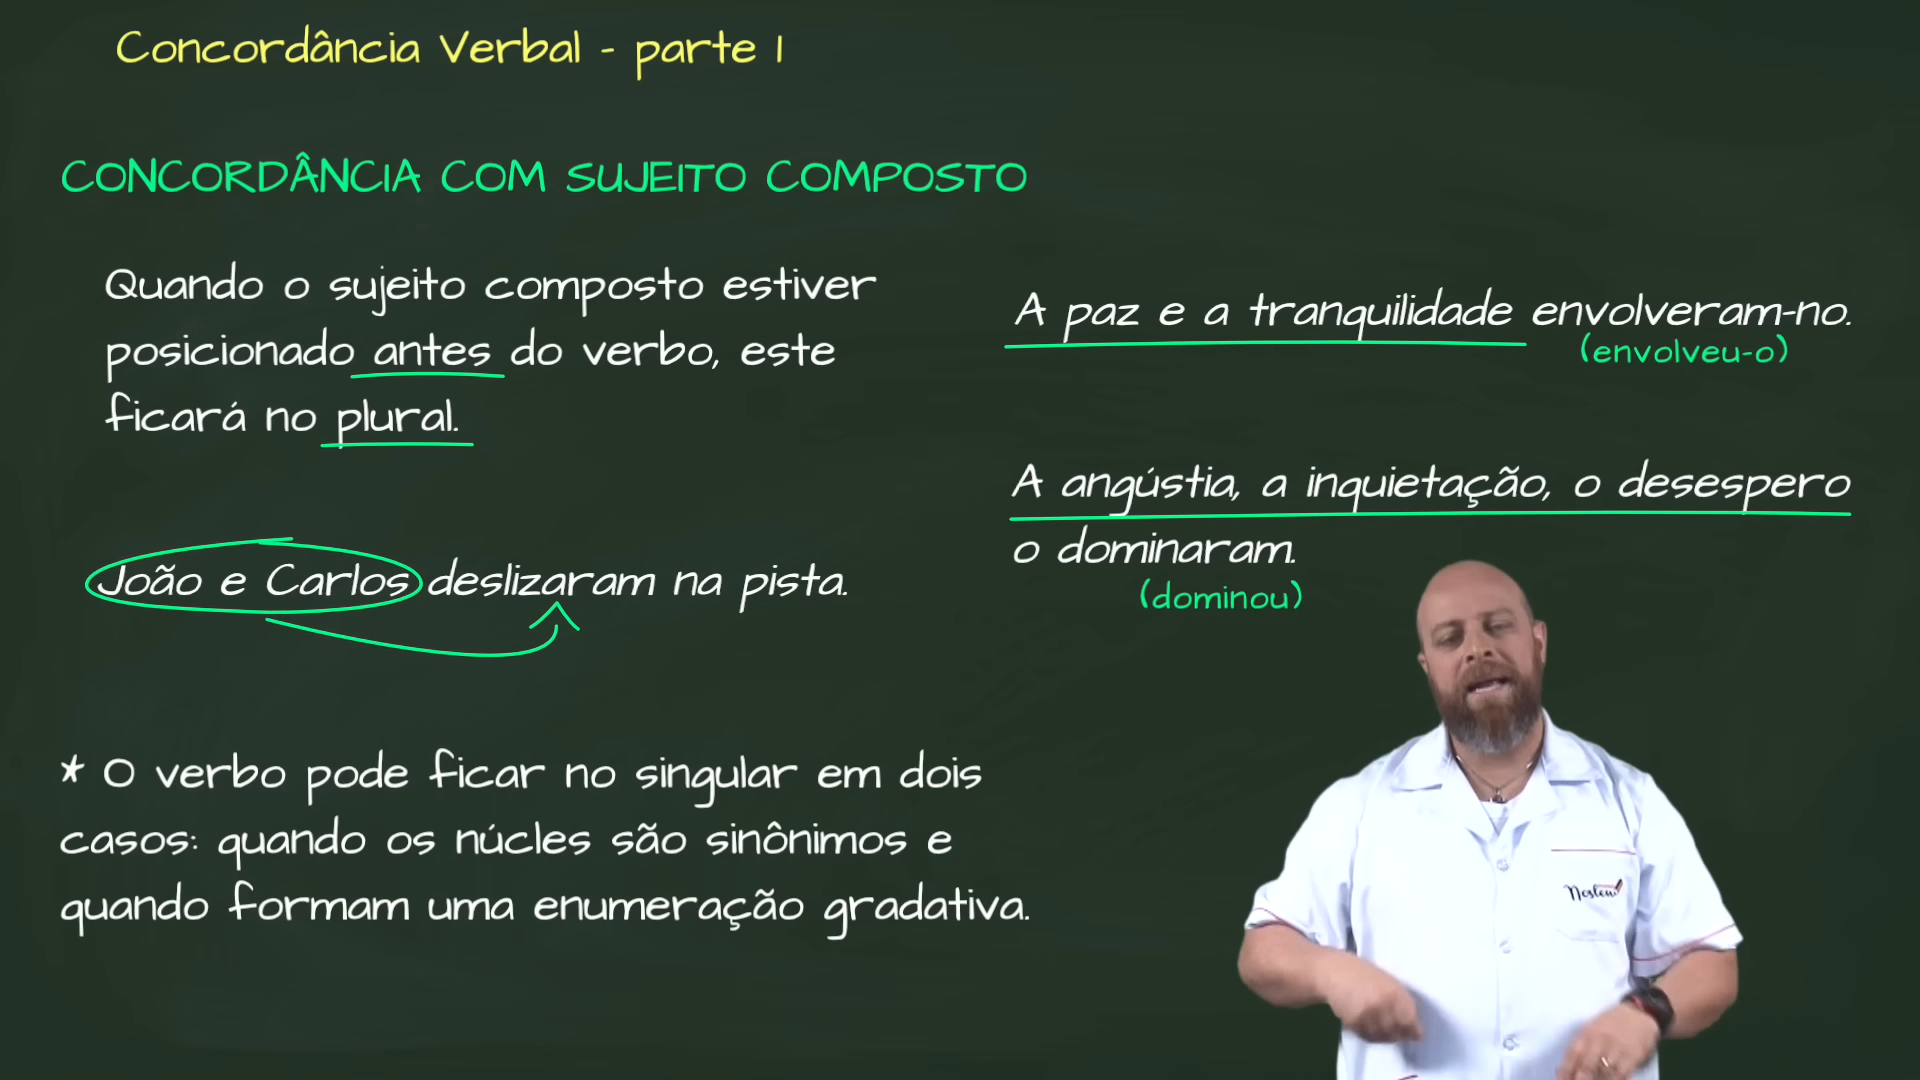 Concordância Verbal - parte 1
CONCORDÂNCIA COM SUJEITO COMPOSTO
Quando o sujeito composto estiver
posicionado antes do verbo, este
ficará no plural.
João e Carlos deslizaram na pista.
* O verbo pode ficar no singular em dois
casos: quando os núcles são sinônimos e
quando formam uma enumeração gradativa.
A paz e a tranquilidade envolveram-no.
(envolveu-o)
A angústia, a inquietação, o desespero
o dominaram.
(dominou)
Noslen